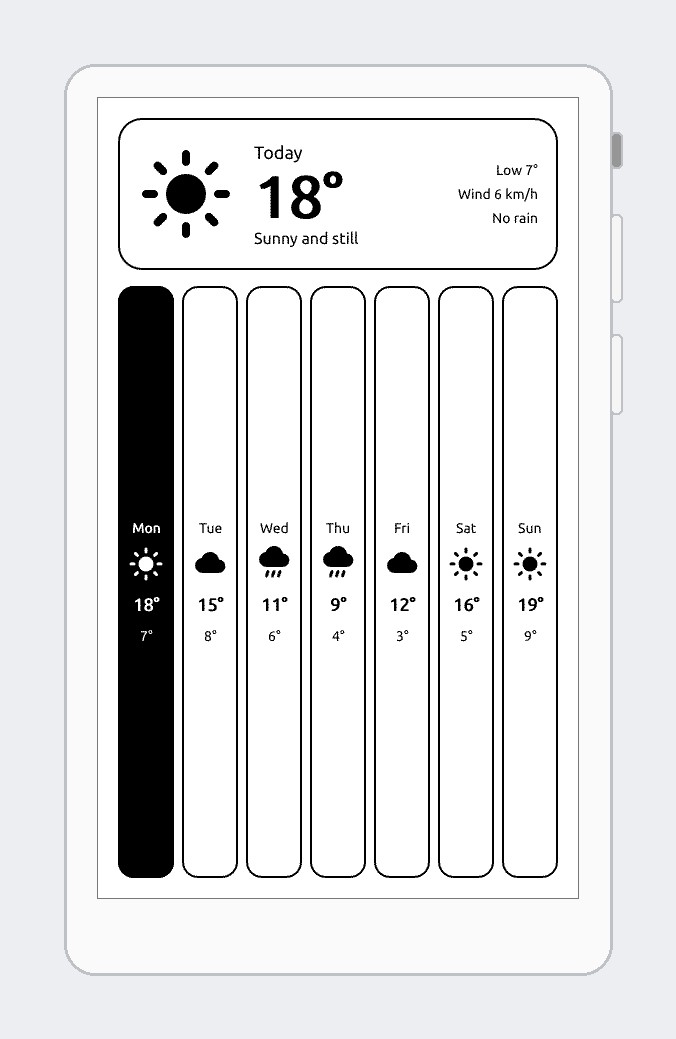 Today
18°
Sunny and still
Low 7°
Wind 6 km/h
No rain
Mon Tue Wed Thu Fri Sat Sun
18° 15° 11° 9° 12° 16° 19°
7° 8° 6° 4° 3° 5° 9°